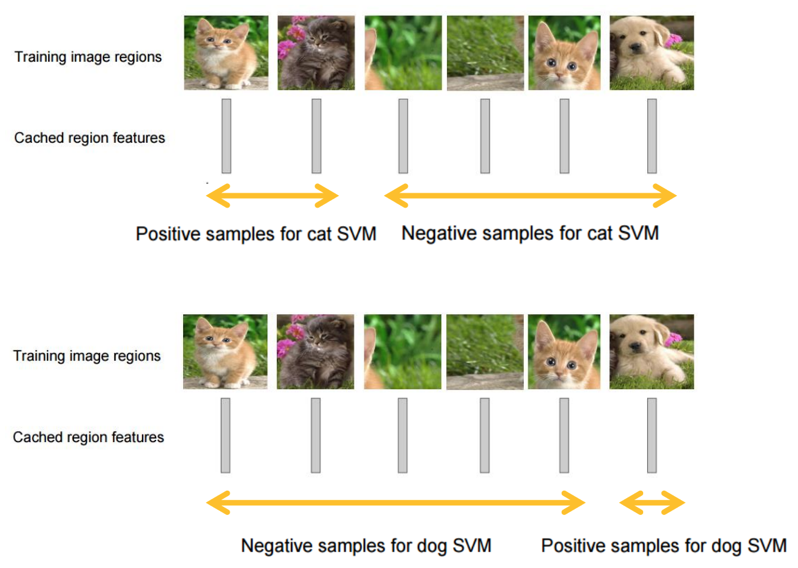 Training image regions
Cached region features
Positive samples for cat SVM
Negative samples for cat SVM
Training image regions
Cached region features
Negative samples for dog SVM
Positive samples for dog SVM